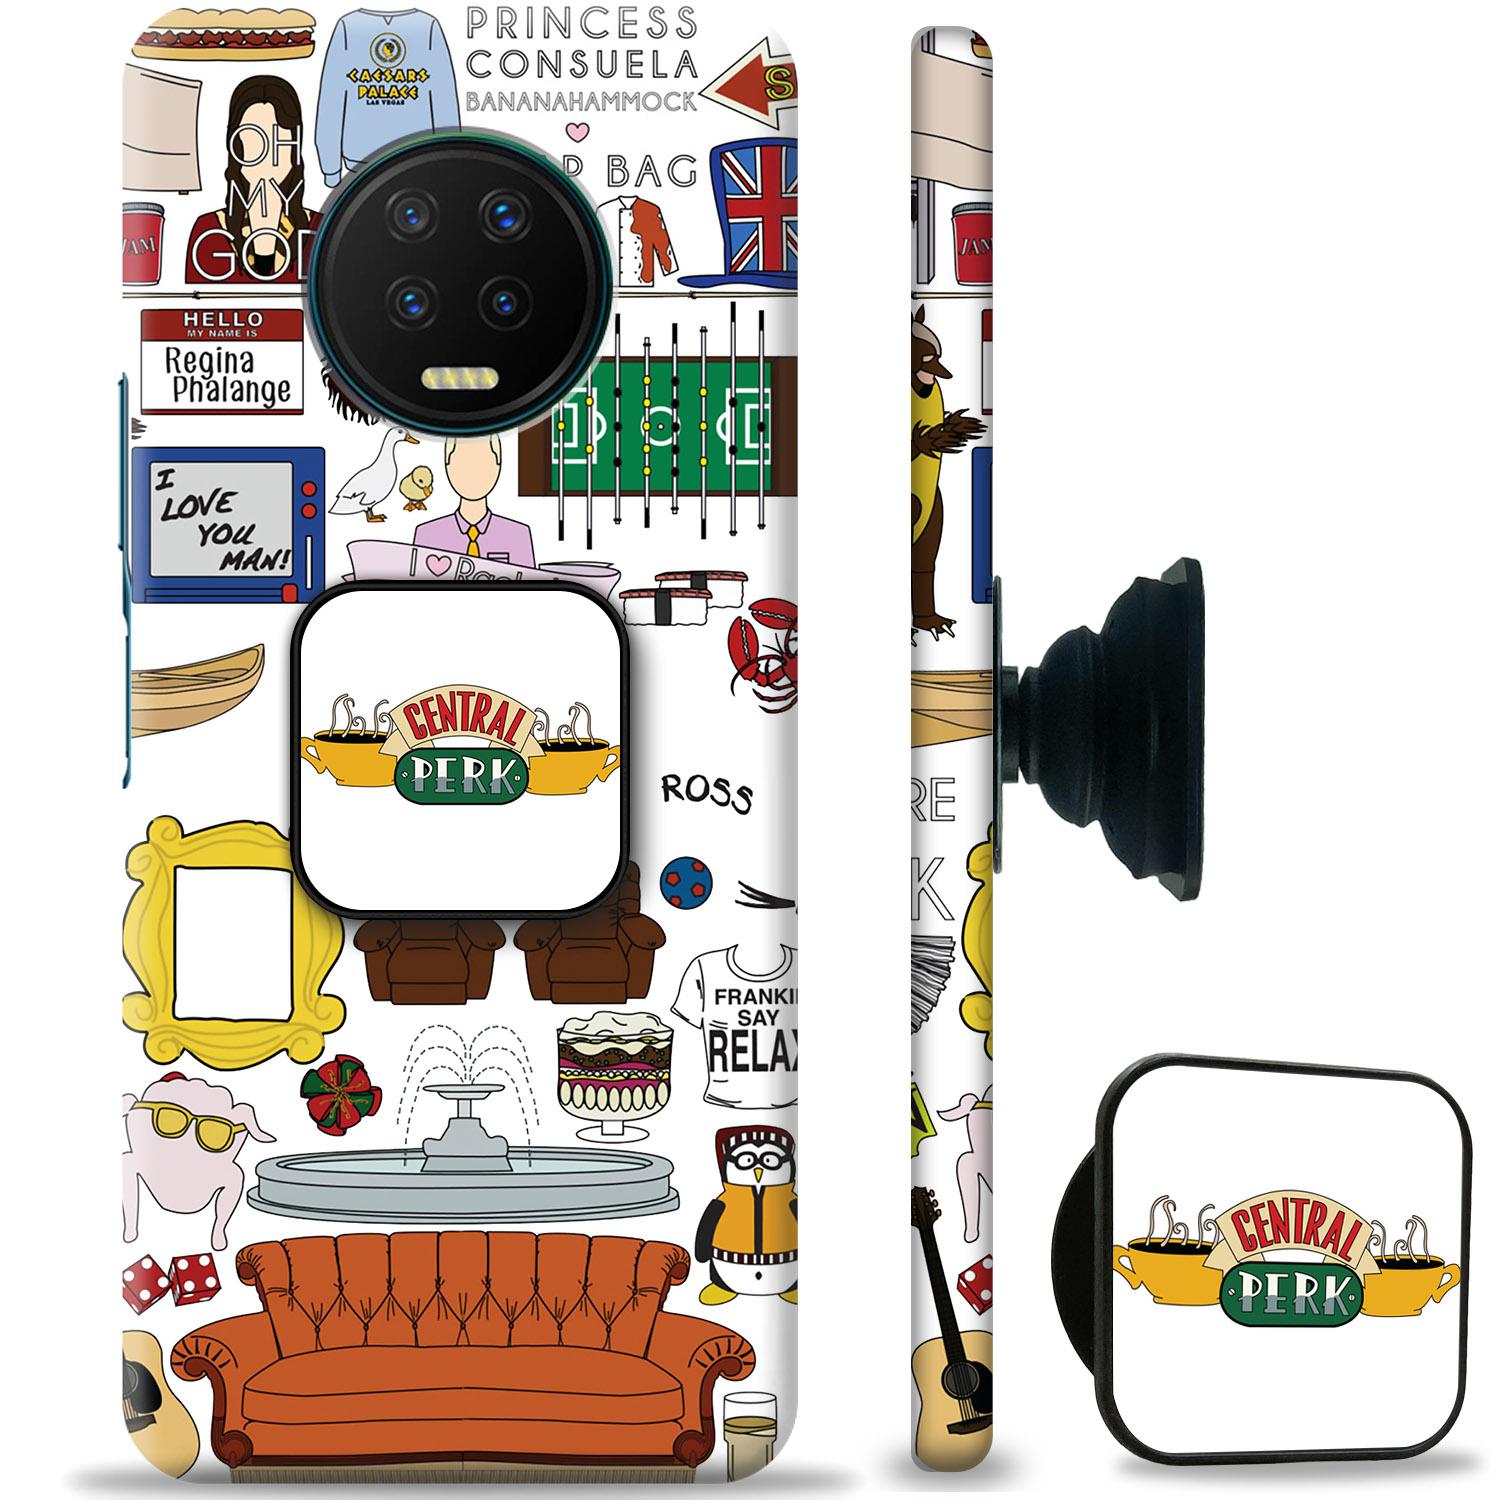 PRINCESS
CONSUELA
BANANAHAMMOCK
BAG
CAESARS
PALACE
LAS VEGAS
S
OH
MY
GOD
JAM
JAM
HELLO
MY NAME IS
Regina
Phalange
I
LOVE
YOU
MAN!
I ♡
CENTRAL
PERK
ROSS
RE
K
FRANKI
SAY
RELAX
CENTRAL
PERK